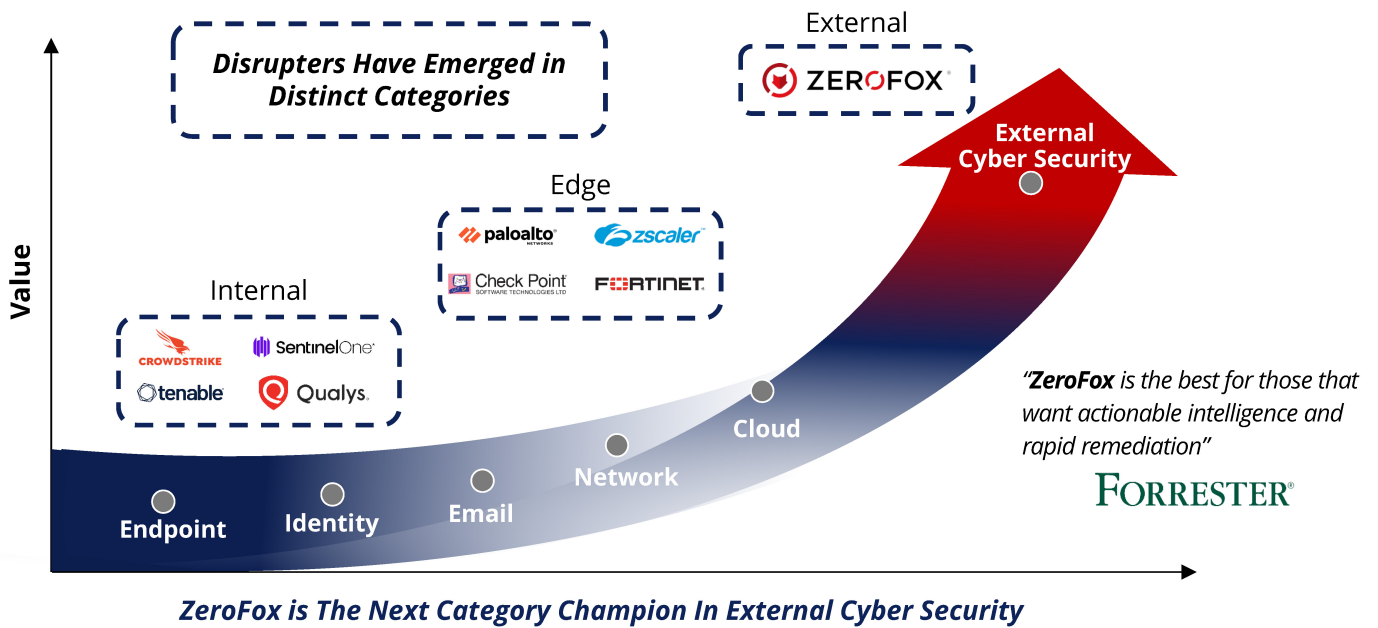 Disrupters Have Emerged in
Distinct Categories
External
ZEROFOX
External
Cyber Security
Edge
paloalto
NETWORKS
zscaler™
Check Point
SOFTWARE TECHNOLOGIES LTD
FORTINET
Value
Internal
CROWDSTRIKE
SentinelOne
tenable
Qualys
Endpoint
Identity
Email
Network
Cloud
“ZeroFox is the best for those that
want actionable intelligence and
rapid remediation”
FORRESTER®
ZeroFox is The Next Category Champion In External Cyber Security